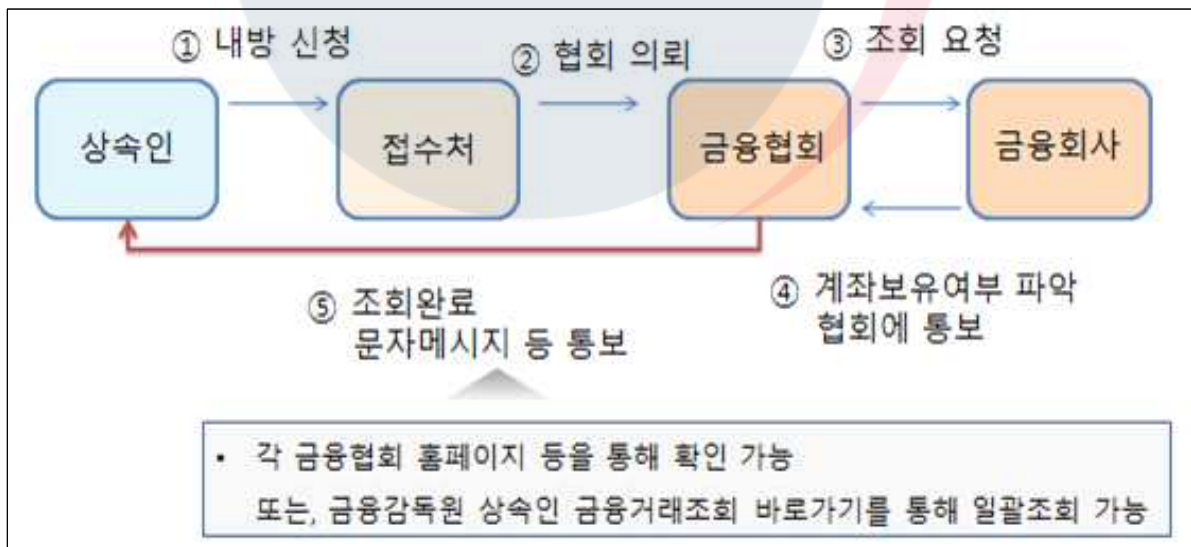 ① 내방 신청
② 협회 의뢰
③ 조회 요청
상속인
접수처
금융협회
금융회사
⑤ 조회완료
문자메시지 등 통보
④ 계좌보유여부 파악
협회에 통보
• 각 금융협회 홈페이지 등을 통해 확인 가능
또는, 금융감독원 상속인 금융거래조회 바로가기를 통해 일괄조회 가능